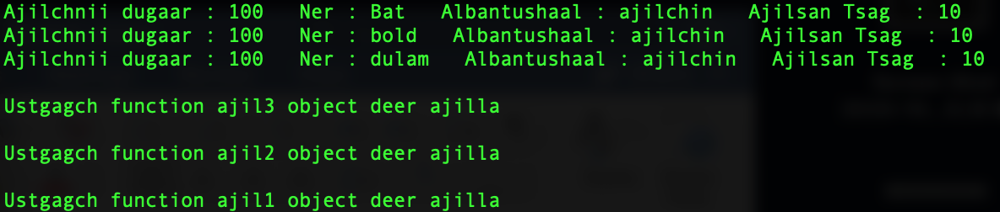 Ajilchnii dugaar : 100   Ner : Bat   Albantushaal : ajilchin   Ajilsan Tsag  : 10
Ajilchnii dugaar : 100   Ner : bold   Albantushaal : ajilchin   Ajilsan Tsag  : 10
Ajilchnii dugaar : 100   Ner : dulam   Albantushaal : ajilchin   Ajilsan Tsag  : 10
Ustgagch function ajil3 object deer ajilla
Ustgagch function ajil2 object deer ajilla
Ustgagch function ajil1 object deer ajilla